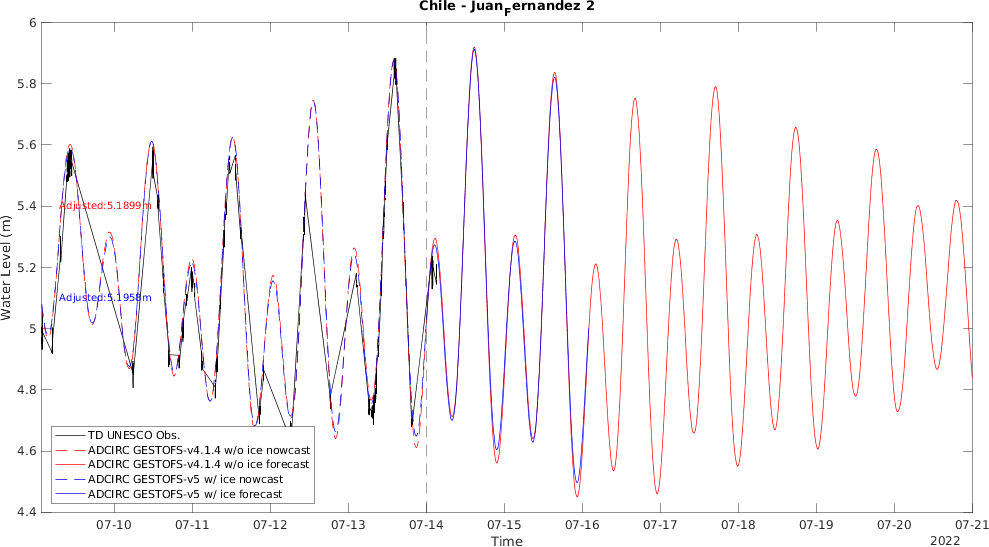 Chile - JuanFernandez 2
6
5.8
5.6
5.4
5.2
5
4.8
4.6
4.4
Water Level (m)
Adjusted:5.1899m
Adjusted:5.1958m
TD UNESCO Obs.
ADCIRC GESTOFS-v4.1.4 w/o ice nowcast
ADCIRC GESTOFS-v4.1.4 w/o ice forecast
ADCIRC GESTOFS-v5 w/ ice nowcast
ADCIRC GESTOFS-v5 w/ ice forecast
07-10 07-11 07-12 07-13 07-14 07-15 07-16 07-17 07-18 07-19 07-20 07-21
Time
2022